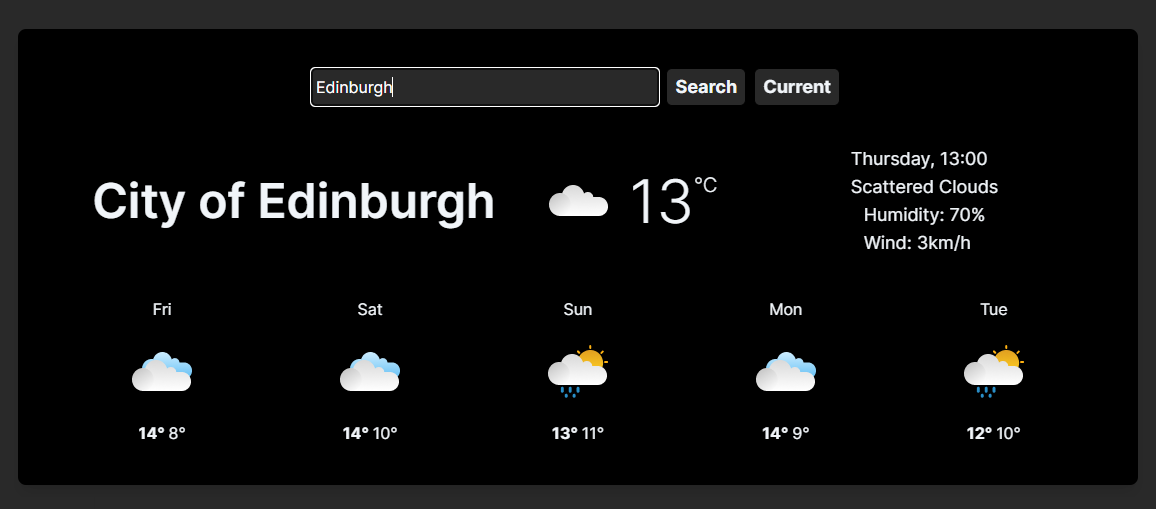 Edinburgh Search Current
City of Edinburgh 13°C
Thursday, 13:00
Scattered Clouds
Humidity: 70%
Wind: 3km/h
Fri Sat Sun Mon Tue
14° 8° 14° 10° 13° 11° 14° 9° 12° 10°